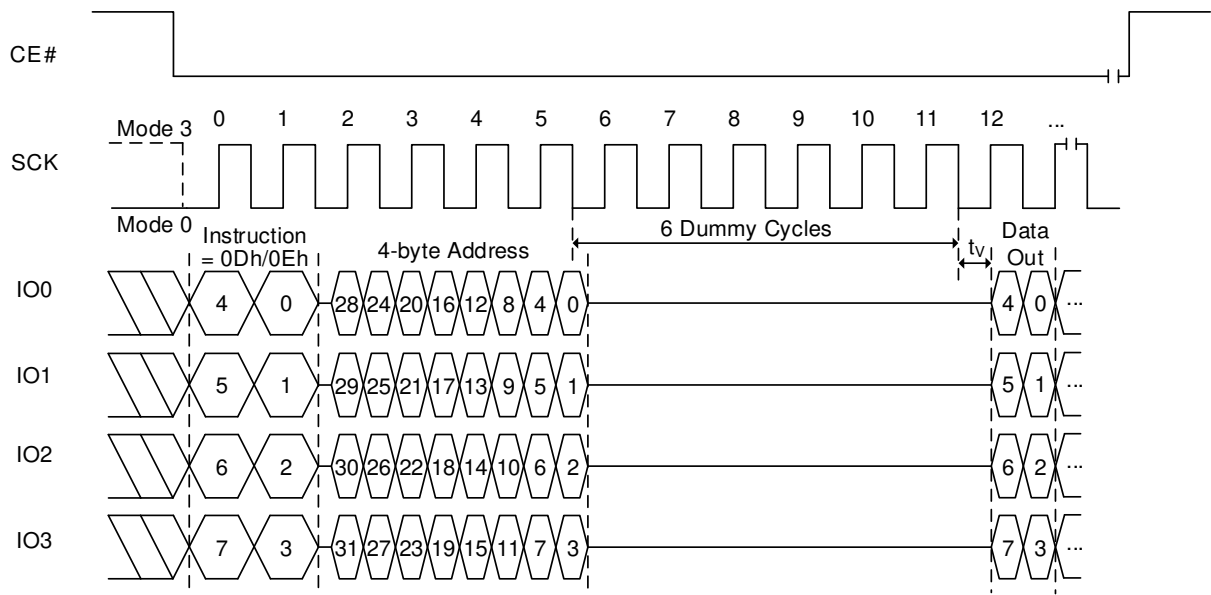 CE#
0 1 2 3 4 5 6 7 8 9 10 11 12 ...
Mode 3
SCK
Mode 0
Instruction
= 0Dh/0Eh
4-byte Address
6 Dummy Cycles
tV
Data
Out
IO0 4 0 28 24 20 16 12 8 4 0 4 0 ...
IO1 5 1 29 25 21 17 13 9 5 1 5 1 ...
IO2 6 2 30 26 22 18 14 10 6 2 6 2 ...
IO3 7 3 31 27 23 19 15 11 7 3 7 3 ...